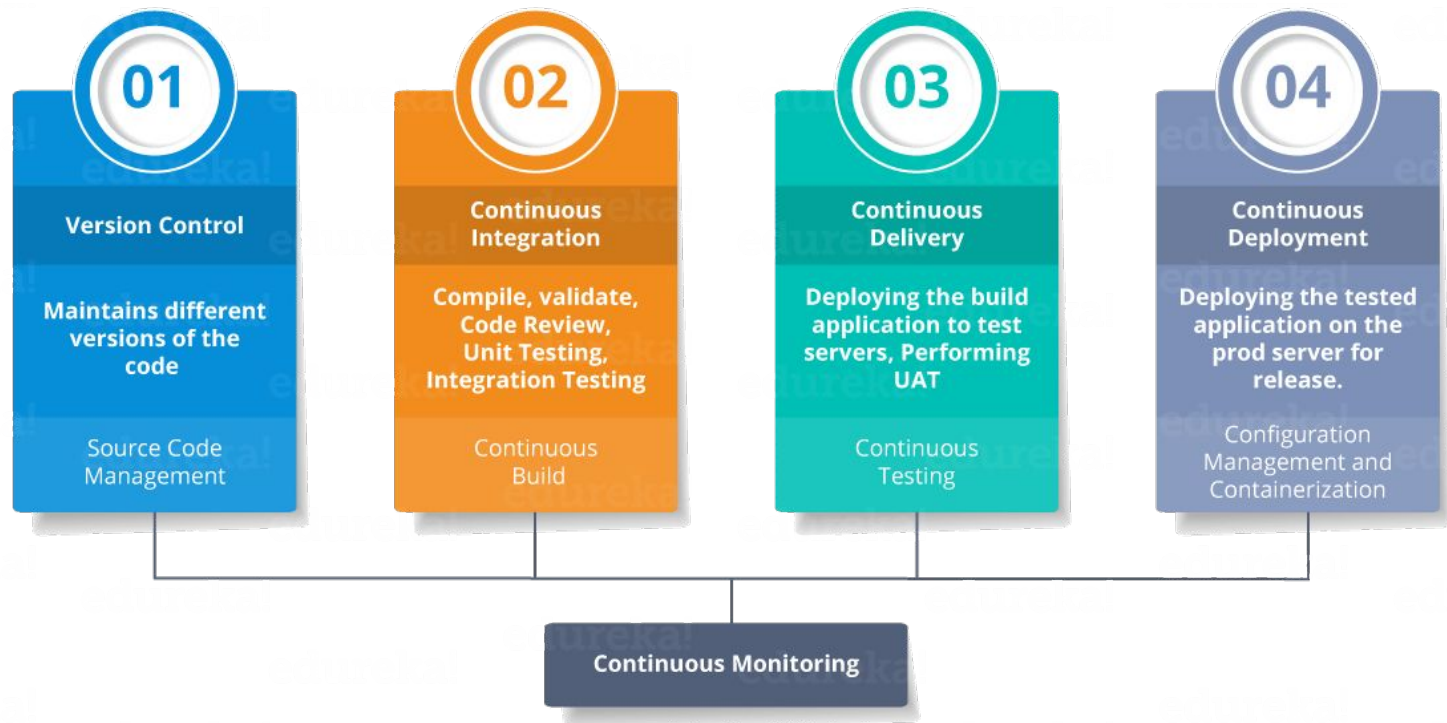 01
Version Control
Maintains different
versions of the
code
Source Code
Management
02
Continuous
Integration
Compile, validate,
Code Review,
Unit Testing,
Integration Testing
Continuous
Build
03
Continuous
Delivery
Deploying the build
application to test
servers, Performing
UAT
Continuous
Testing
04
Continuous
Deployment
Deploying the tested
application on the
prod server for
release.
Configuration
Management and
Containerization
Continuous Monitoring
edureka!